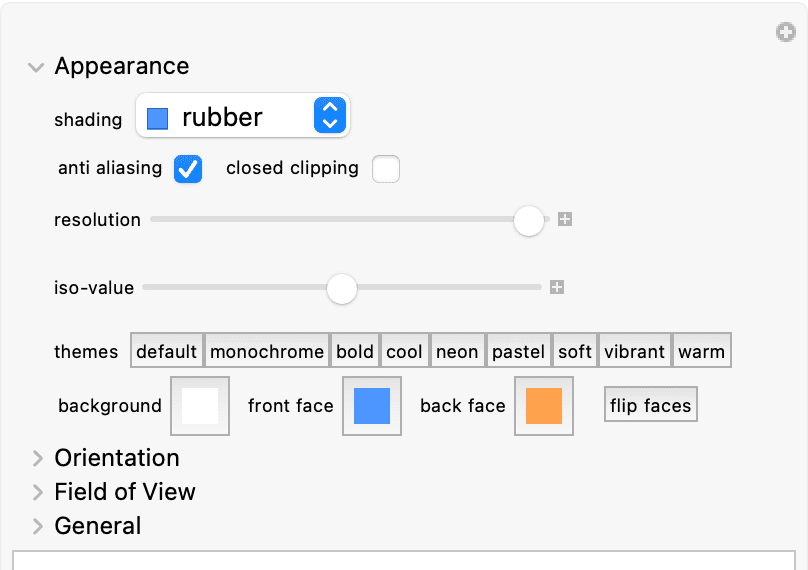 Appearance
shading rubber
anti aliasing closed clipping
resolution
iso-value
themes default monochrome bold cool neon pastel soft vibrant warm
background front face back face flip faces
Orientation
Field of View
General